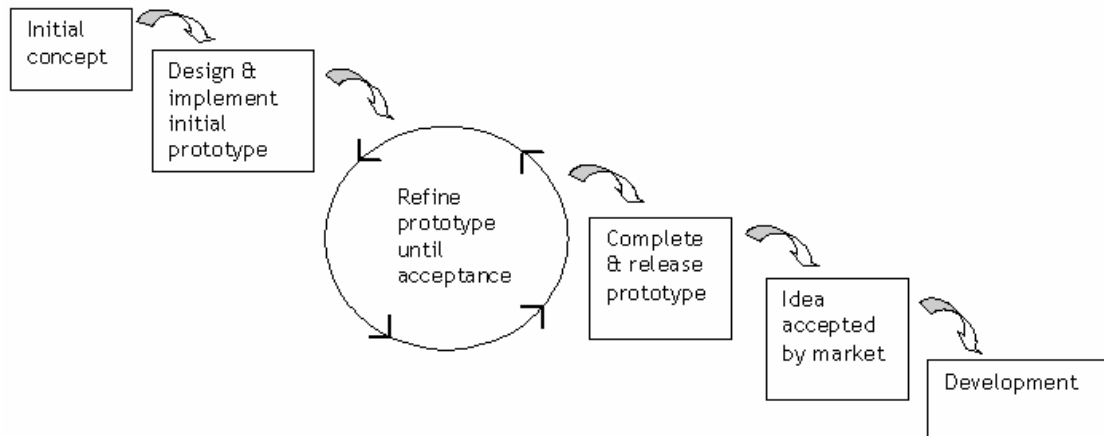 Initial
concept
Design &
implement
initial
prototype
Refine
prototype
until
acceptance
Complete
& release
prototype
Idea
accepted
by market
Development